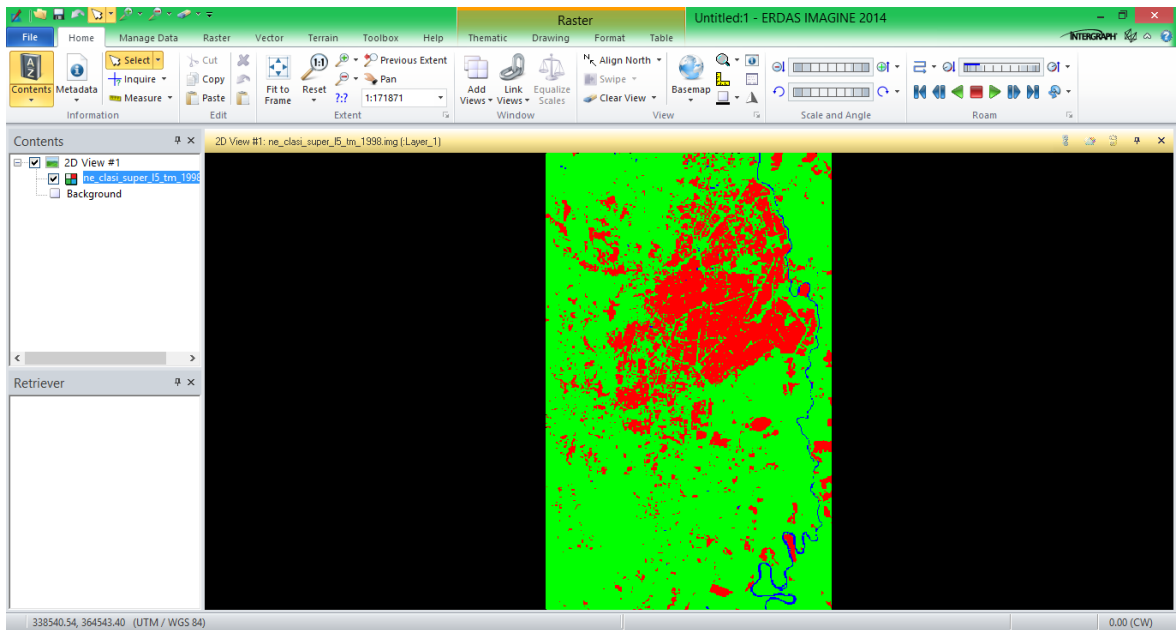 Raster
Untitled:1 - ERDAS IMAGINE 2014
File Home Manage Data Raster Vector Terrain Toolbox Help Thematic Drawing Format Table
INTERGRAPH
Contents
Metadata
Select
Inquire
Measure
Information
Cut
Copy
Paste
Edit
Fit to
Frame
1:1
Reset
?:?
Previous Extent
Pan
1:171871
Extent
Add
Views
Link
Views
Equalize
Scales
Window
Align North
Swipe
Clear View
Basemap
View
Scale and Angle
Roam
Contents
2D View #1: ne_clasi_super_l5_tm_1998.img (:Layer_1)
2D View #1
ne_clasi_super_l5_tm_1998
Background
Retriever
338540.54, 364543.40 (UTM / WGS 84)
0.00 (CW)